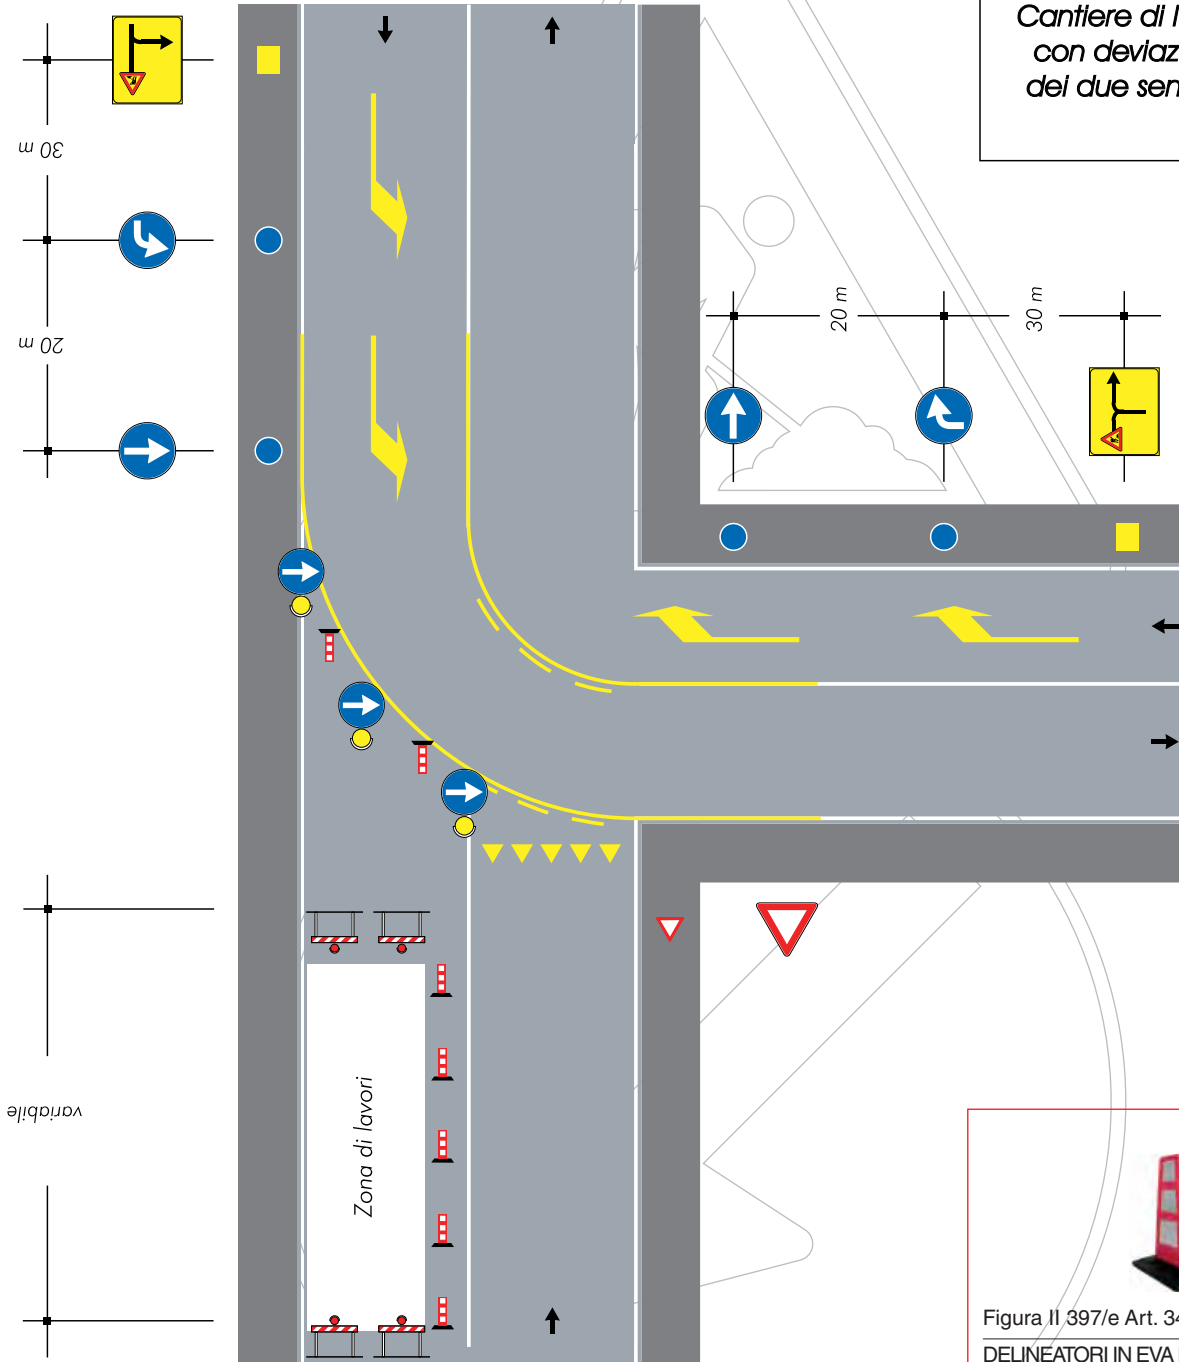 Cantiere di l
con deviaz
dei due sen
30 m
20 m
20 m
30 m
variabile
Zona di lavori
Figura II 397/e Art. 34
DELINEATORI IN EVA